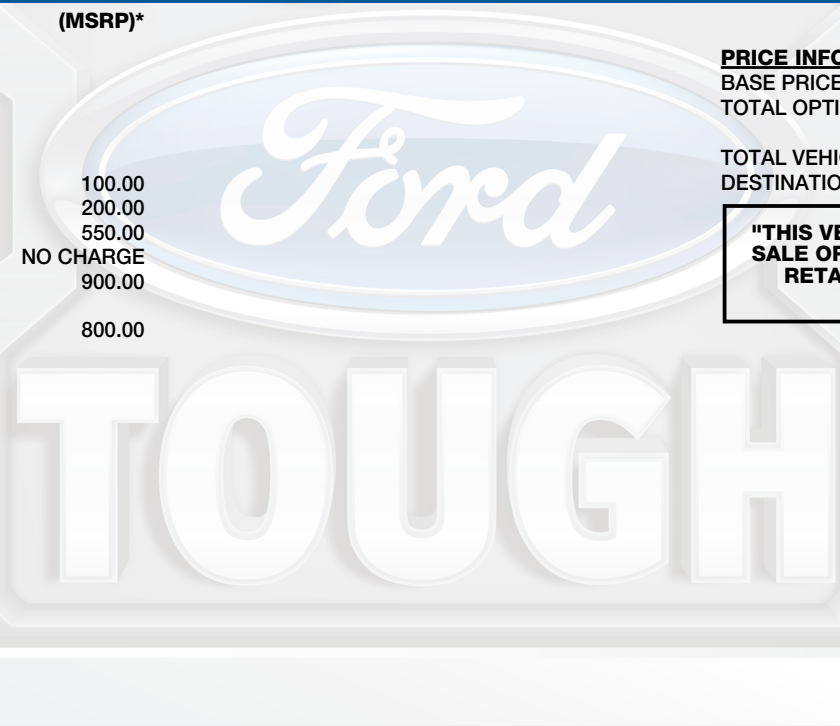 (MSRP)*
100.00
200.00
550.00
NO CHARGE
900.00
800.00
PRICE INFO
BASE PRICE
TOTAL OPTI
TOTAL VEHI
DESTINATIO
"THIS VE
SALE OF
RETA
Ford
TOUGH